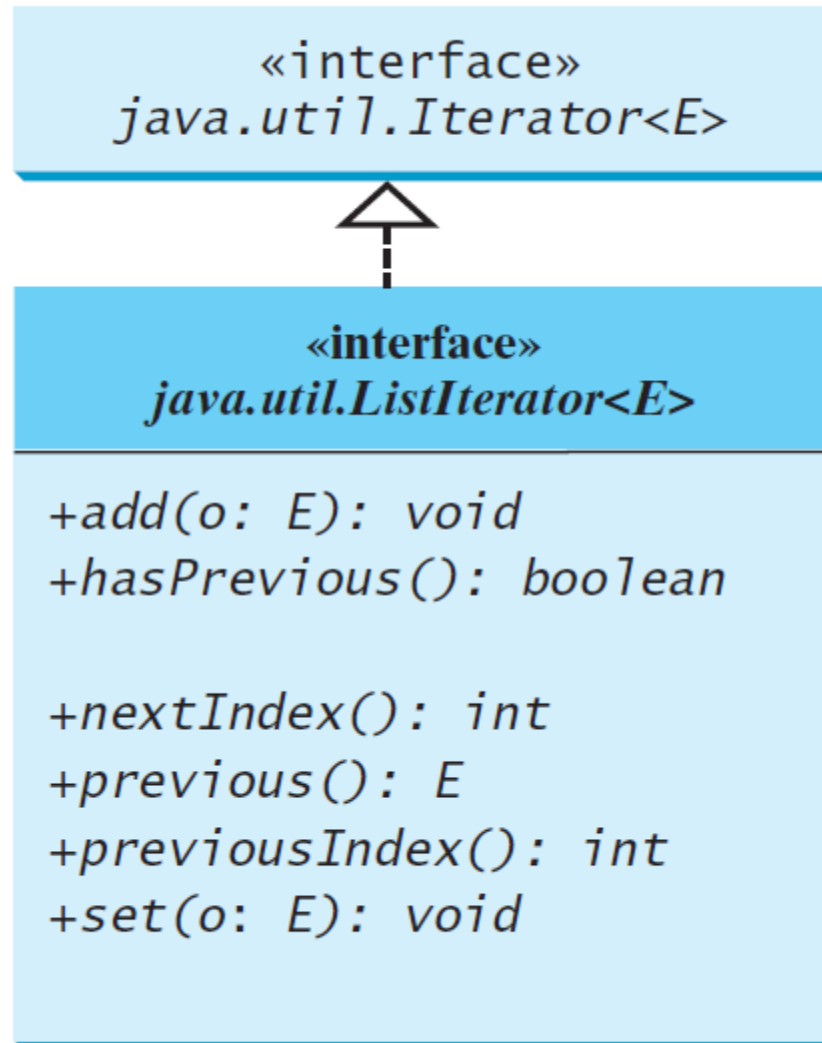 «interface»
java.util.Iterator<E>
«interface»
java.util.ListIterator<E>
+add(o: E): void
+hasPrevious(): boolean
+nextIndex(): int
+previous(): E
+previousIndex(): int
+set(o: E): void